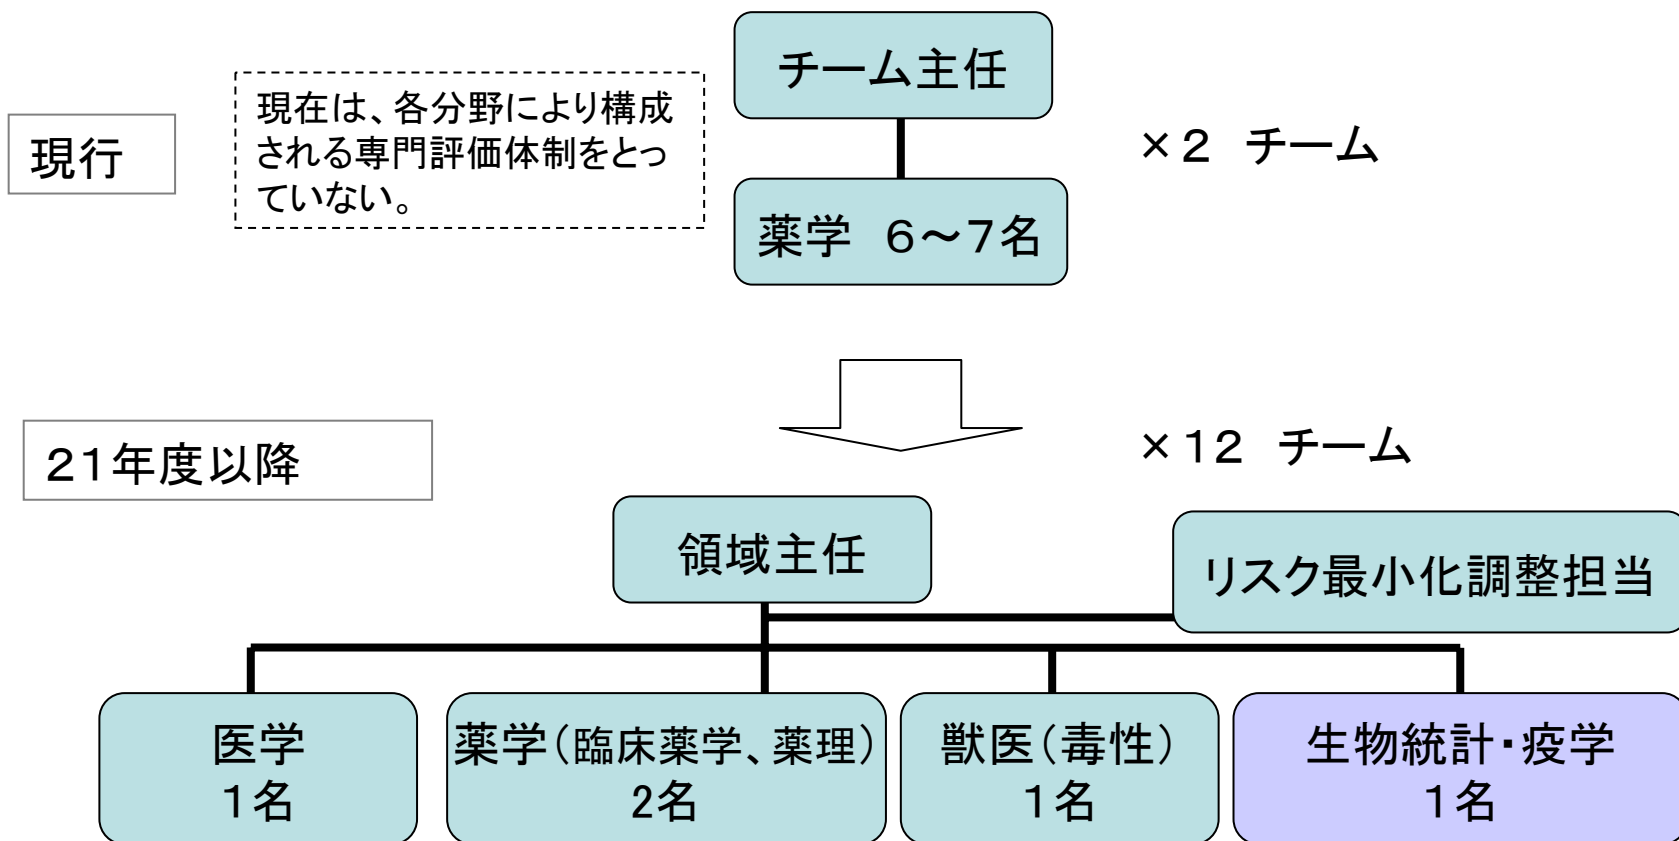 チーム主任
現在は、各分野により構成
される専門評価体制をとっ
ていない。
現行
×２　チーム
薬学　６～７名
２１年度以降
×１２　チーム
領域主任
リスク最小化調整担当
医学
１名
薬学（臨床薬学、薬理）
2名
獣医（毒性）
１名
生物統計・疫学
１名